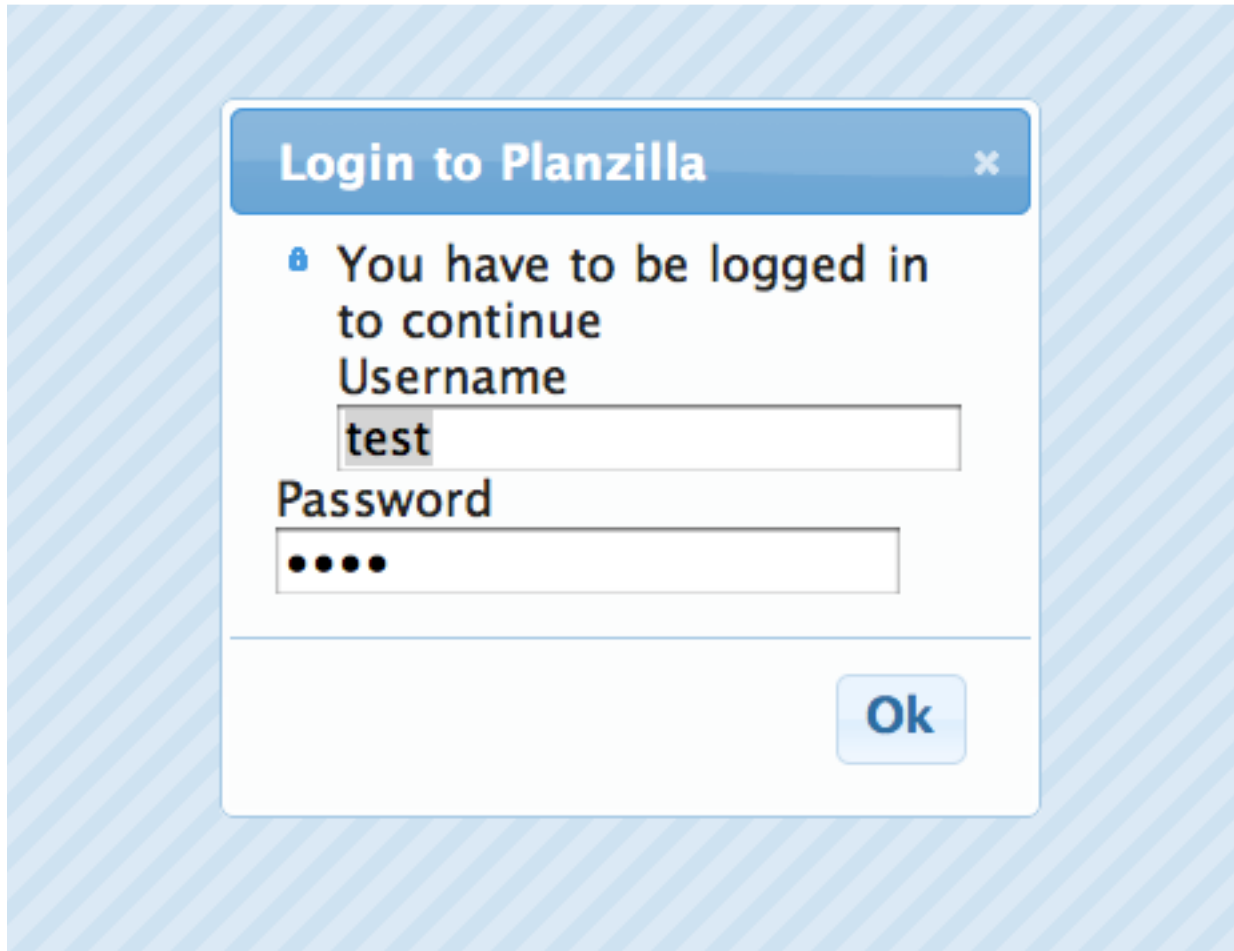 Login to Planzilla
You have to be logged in
to continue
Username
test
Password
••••
Ok